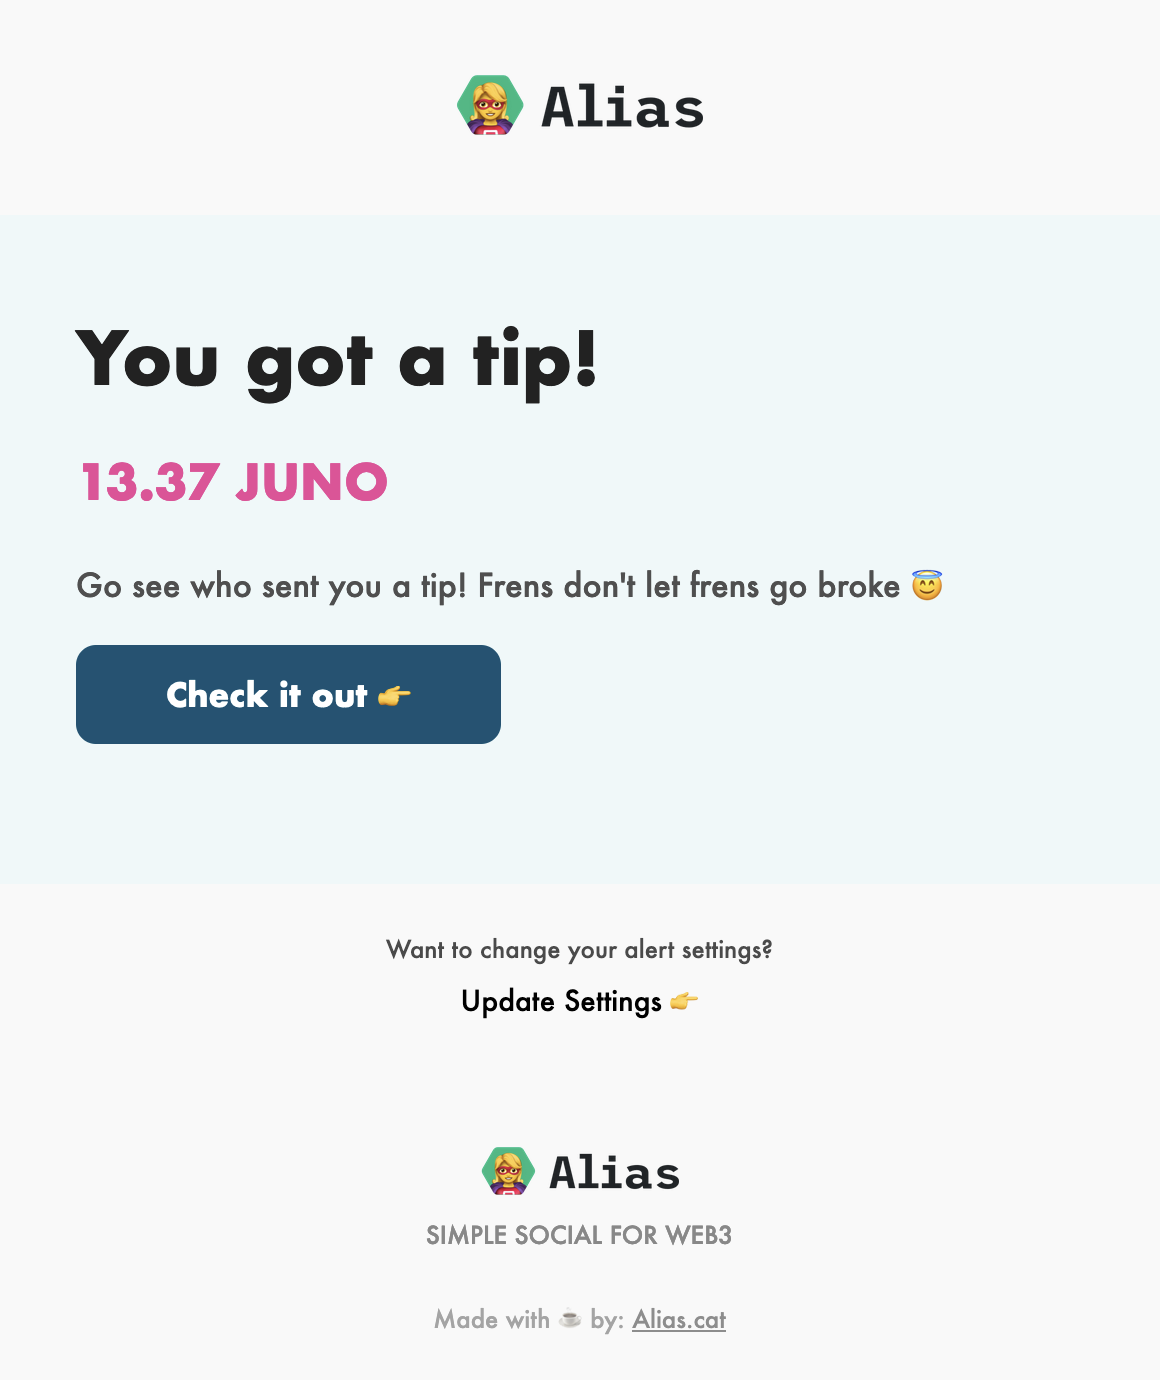 Alias
You got a tip!
13.37 JUNO
Go see who sent you a tip! Frens don't let frens go broke 😇
Check it out 👉
Want to change your alert settings?
Update Settings 👉
Alias
SIMPLE SOCIAL FOR WEB3
Made with ☕ by: Alias.cat